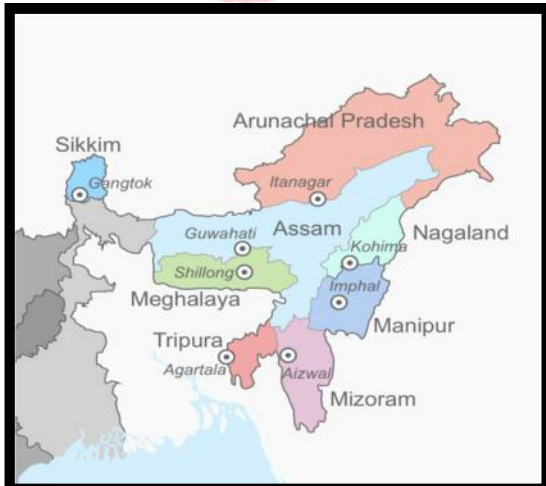 Arunachal Pradesh
Sikkim
Gangtok
Itanagar
Guwahati
Assam
Nagaland
Kohima
Shillong
Imphal
Meghalaya
Manipur
Tripura
Agartala
Aizwal
Mizoram